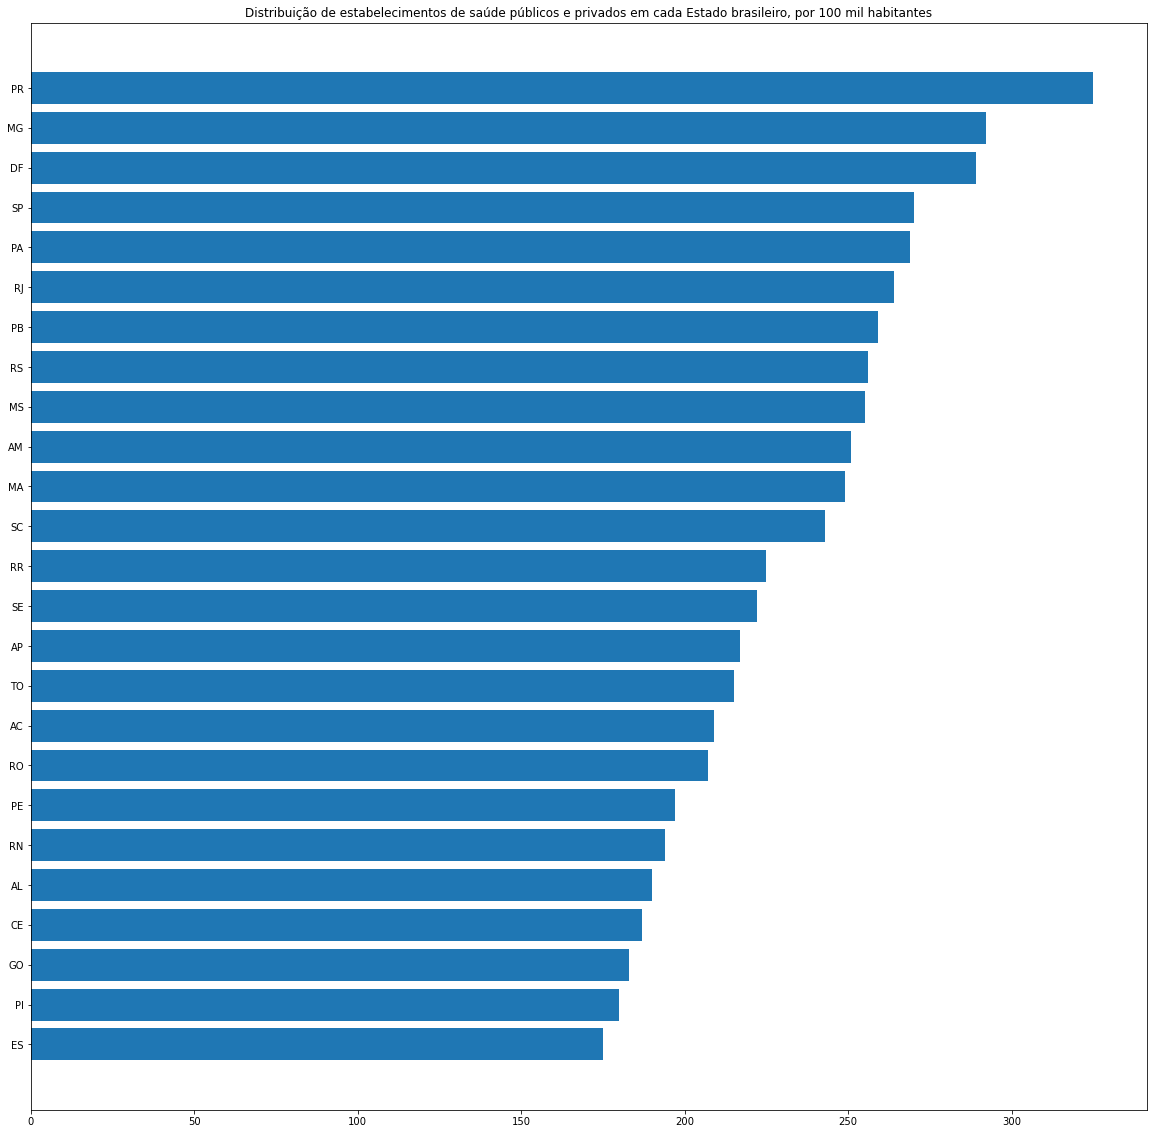 Distribuição de estabelecimentos de saúde públicos e privados em cada Estado brasileiro, por 100 mil habitantes
PR
MG
DF
SP
PA
RJ
PB
RS
MS
AM
MA
SC
RR
SE
AP
TO
AC
RO
PE
RN
AL
CE
GO
PI
ES
0 50 100 150 200 250 300